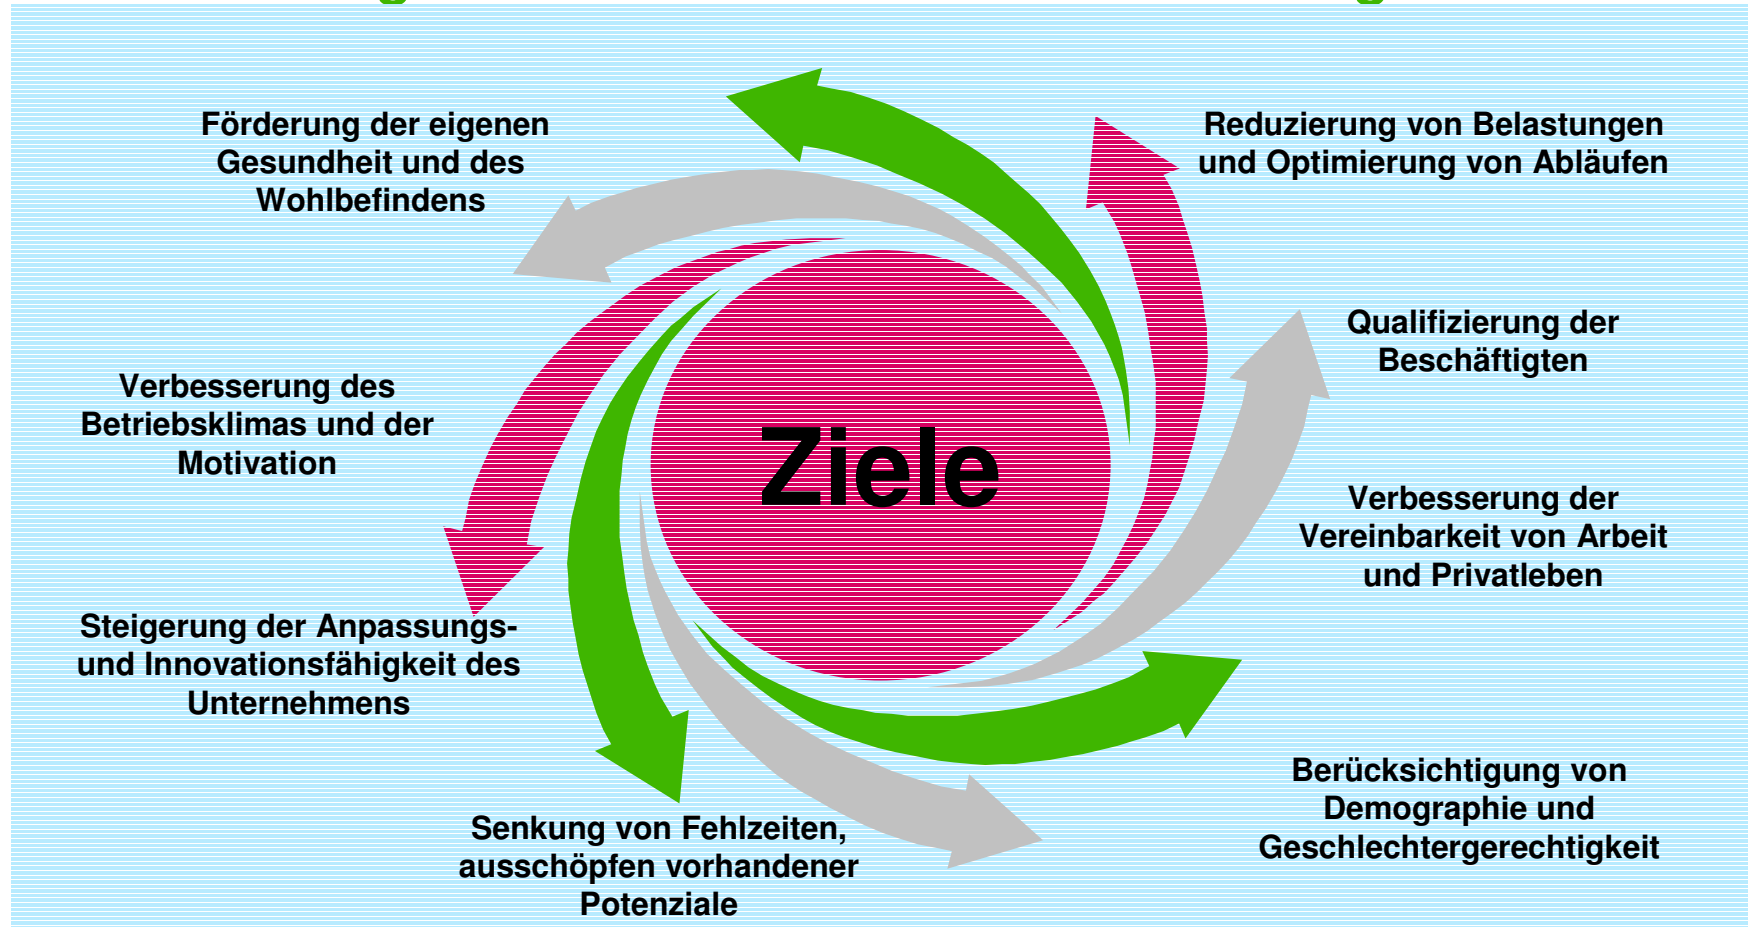 Förderung der eigenen
Gesundheit und des
Wohlbefindens
Reduzierung von Belastungen
und Optimierung von Abläufen
Qualifizierung der
Beschäftigten
Verbesserung des
Betriebsklimas und der
Motivation
Ziele
Verbesserung der
Vereinbarkeit von Arbeit
und Privatleben
Steigerung der Anpassungs-
und Innovationsfähigkeit des
Unternehmens
Berücksichtigung von
Demographie und
Geschlechtergerechtigkeit
Senkung von Fehlzeiten,
ausschöpfen vorhandener
Potenziale